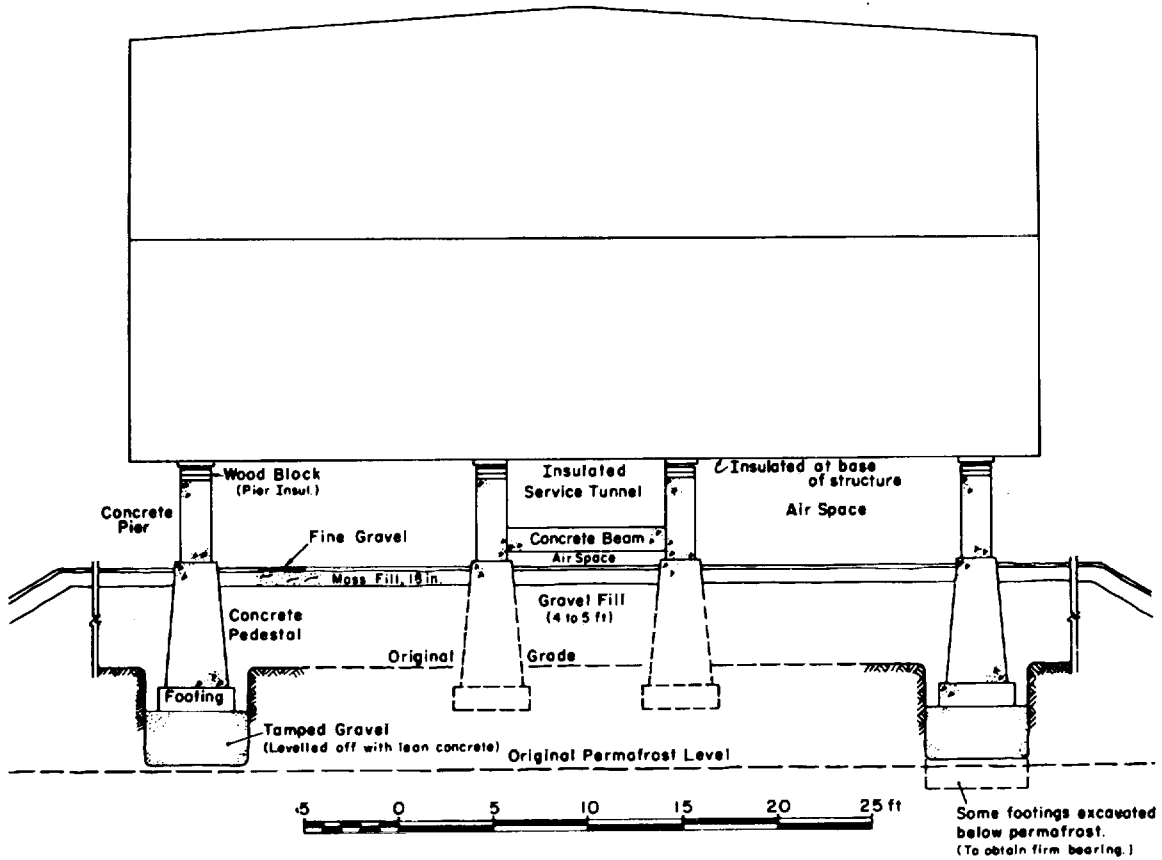 Wood Block
(Pier Insul.)
Insulated
Service Tunnel
Insulated at base
of structure
Air Space
Concrete
Pier
Fine Gravel
Concrete Beam
Air Space
Moss Fill, 18 in.
Gravel Fill
(4 to 5 ft)
Concrete
Pedestal
Original Grade
Footing
Tamped Gravel
(Levelled off with lean concrete)
Original Permafrost Level
5 0 5 10 15 20 25 ft
Some footings excavated
below permafrost.
(To obtain firm bearing.)